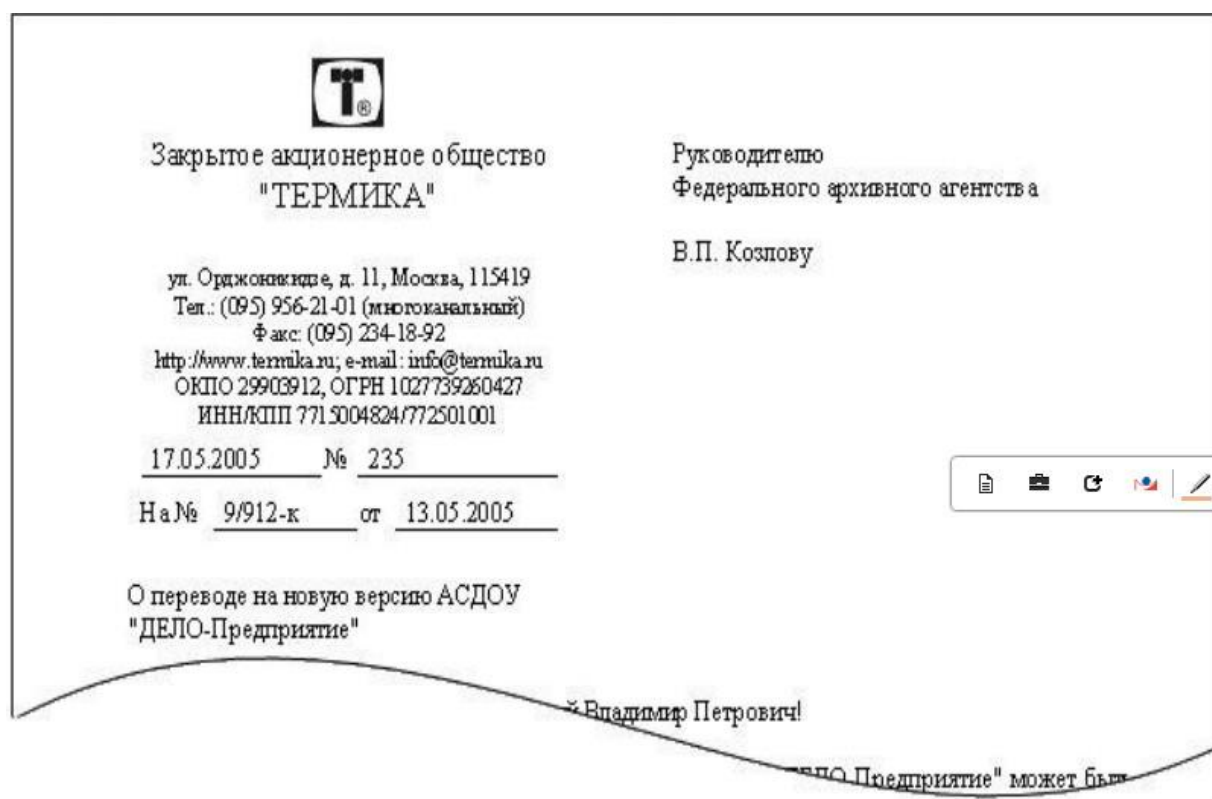 Т®
Закрытое акционерное общество
"ТЕРМИКА"
ул. Орджоникидзе, д. 11, Москва, 115419
Тел.: (095) 956-21-01 (многоканальный)
Факс: (095) 234-18-92
http://www.termika.ru; e-mail: info@termika.ru
ОКПО 29903912, ОГРН 1027739260427
ИНН/КПП 7715004824/772501001
17.05.2005 № 235
На № 9/912-к от 13.05.2005
Руководителю
Федерального архивного агентства
В.П. Козлову
О переводе на новую версию АСДОУ
"ДЕЛО-Предприятие"
Владимир Петрович!
Предприятие" может